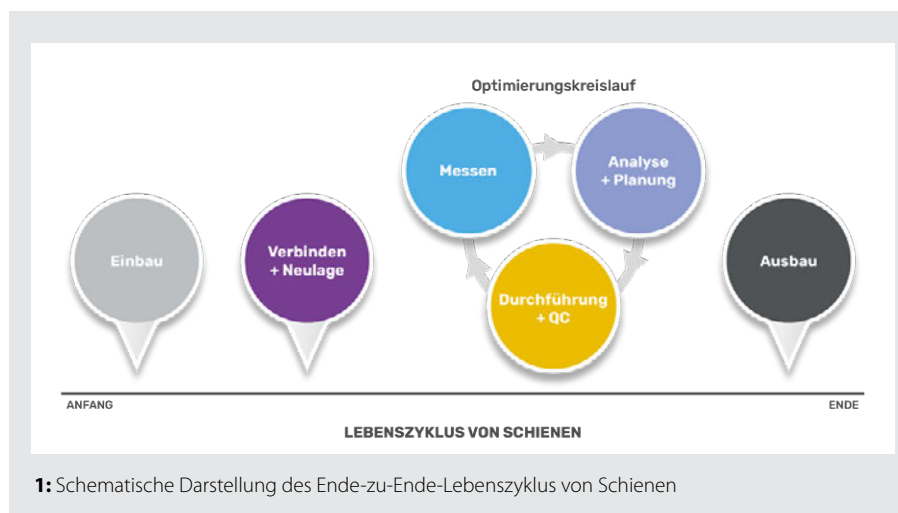 Optimierungskreislauf
Messen
Analyse
+ Planung
Einbau
Verbinden
+ Neulage
Durchführung
+ QC
Ausbau
ANFANG
ENDE
LEBENSZYKLUS VON SCHIENEN
1: Schematische Darstellung des Ende-zu-Ende-Lebenszyklus von Schienen